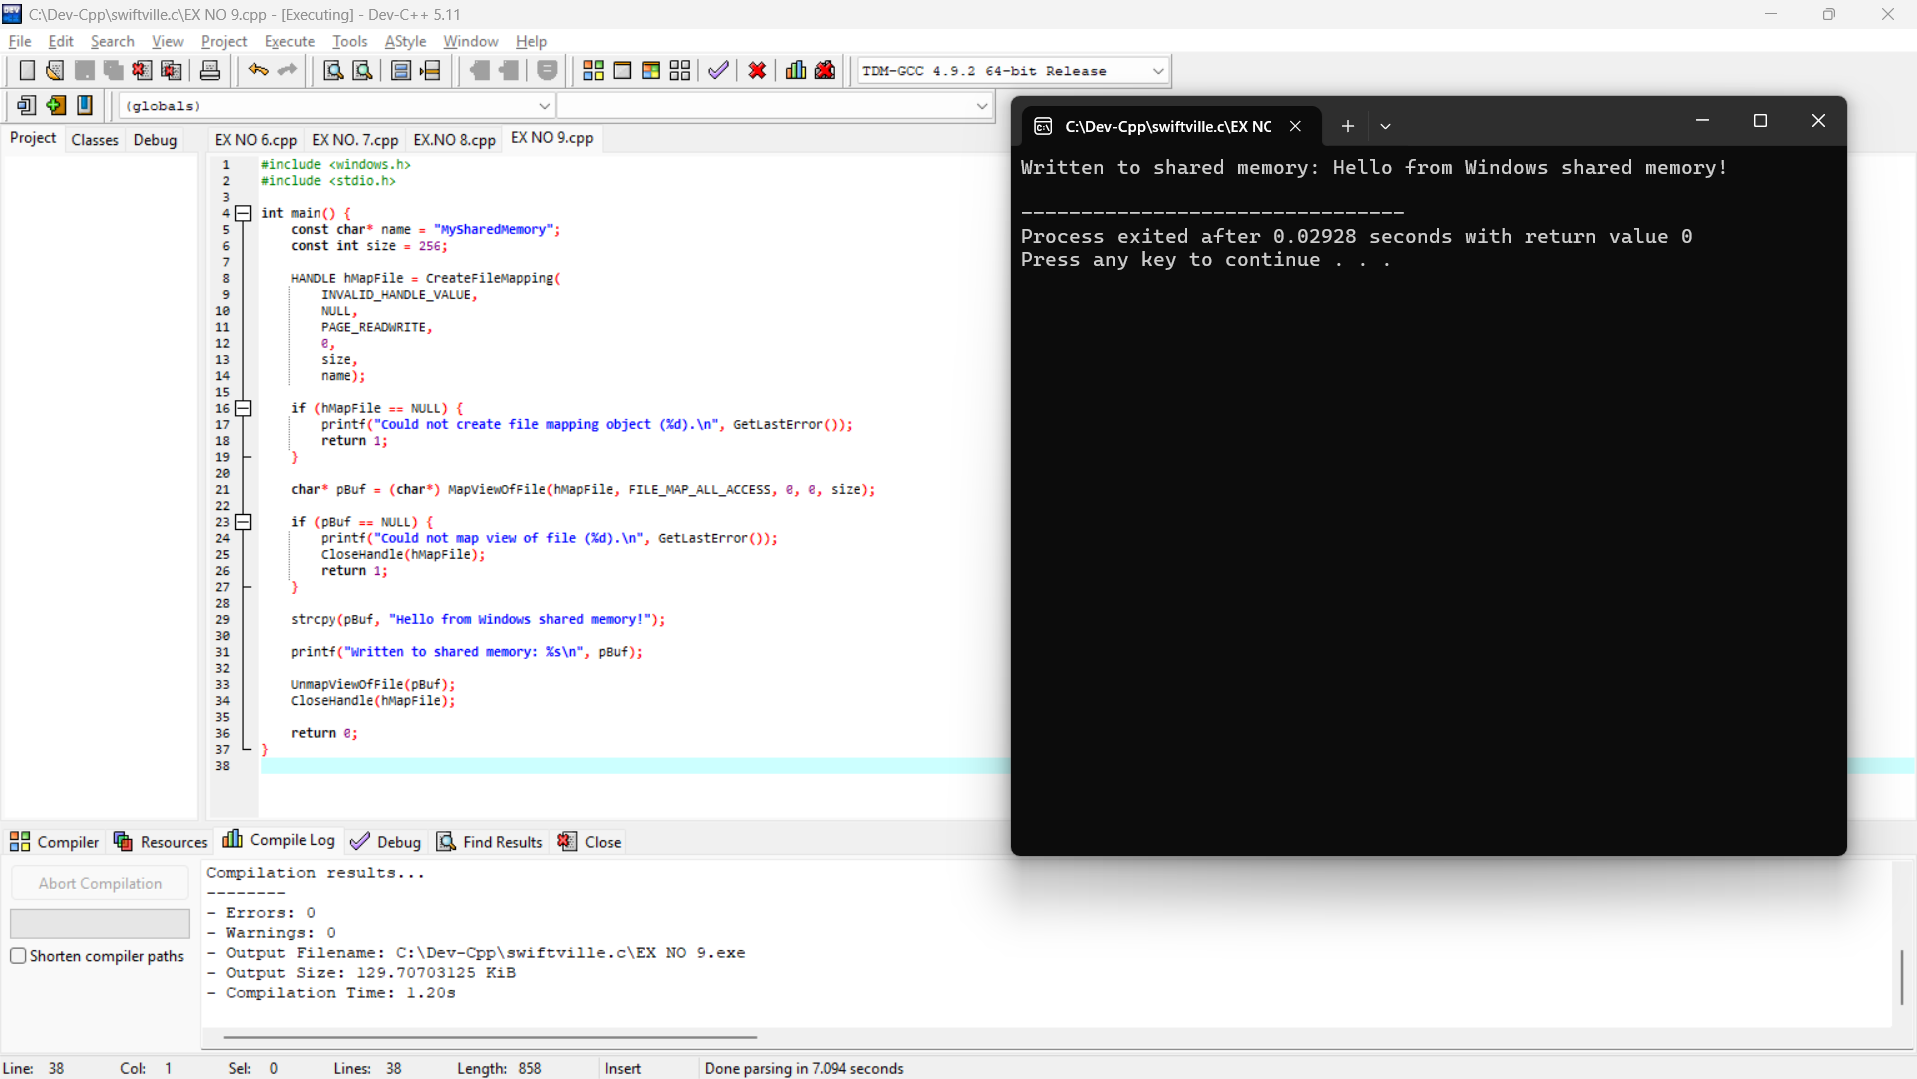 C:\Dev-Cpp\swiftville.c\EX NO 9.cpp - [Executing] - Dev-C++ 5.11
File Edit Search View Project Execute Tools AStyle Window Help
TDM-GCC 4.9.2 64-bit Release
(globals)
Project Classes Debug
EX NO 6.cpp EX NO. 7.cpp EX.NO 8.cpp EX NO 9.cpp
1 #include <windows.h>
2 #include <stdio.h>
3
4 int main() {
5 const char* name = "MySharedMemory";
6 const int size = 256;
7
8 HANDLE hMapFile = CreateFileMapping(
9 INVALID_HANDLE_VALUE,
10 NULL,
11 PAGE_READWRITE,
12 0,
13 size,
14 name);
15
16 if (hMapFile == NULL) {
17 printf("Could not create file mapping object (%d).\n", GetLastError());
18 return 1;
19 }
20
21 char* pBuf = (char*) MapViewOfFile(hMapFile, FILE_MAP_ALL_ACCESS, 0, 0, size);
22
23 if (pBuf == NULL) {
24 printf("Could not map view of file (%d).\n", GetLastError());
25 CloseHandle(hMapFile);
26 return 1;
27 }
28
29 strcpy(pBuf, "Hello from Windows shared memory!");
30
31 printf("Written to shared memory: %s\n", pBuf);
32
33 UnmapViewOfFile(pBuf);
34 CloseHandle(hMapFile);
35
36 return 0;
37 }
38
C:\Dev-Cpp\swiftville.c\EX NC
Written to shared memory: Hello from Windows shared memory!
--------------------------------
Process exited after 0.02928 seconds with return value 0
Press any key to continue . . .
Compiler Resources Compile Log Debug Find Results Close
Abort Compilation
Shorten compiler paths
Compilation results...
--------
- Errors: 0
- Warnings: 0
- Output Filename: C:\Dev-Cpp\swiftville.c\EX NO 9.exe
- Output Size: 129.70703125 KiB
- Compilation Time: 1.20s
Line: 38 Col: 1 Sel: 0 Lines: 38 Length: 858 Insert Done parsing in 7.094 seconds